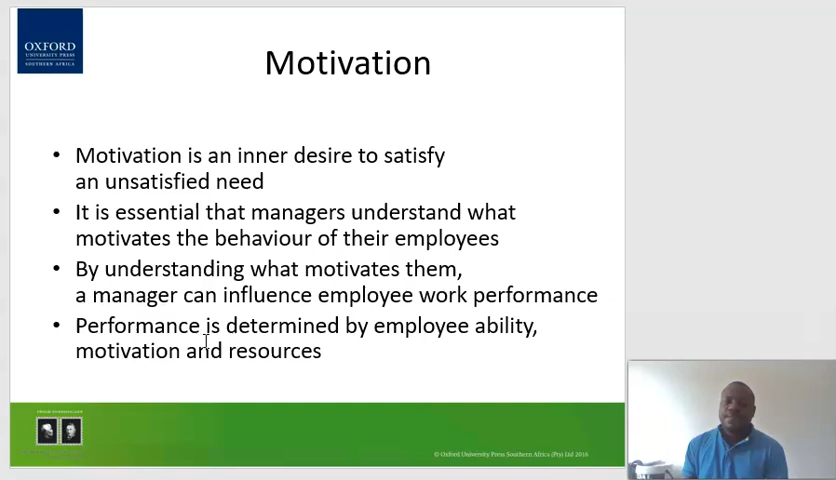 OXFORD
UNIVERSITY PRESS
SOUTHERN AFRICA
Motivation
• Motivation is an inner desire to satisfy
an unsatisfied need
• It is essential that managers understand what
motivates the behaviour of their employees
• By understanding what motivates them,
a manager can influence employee work performance
• Performance is determined by employee ability,
motivation and resources
© Oxford University Press Southern Africa (Pty) Ltd 2016